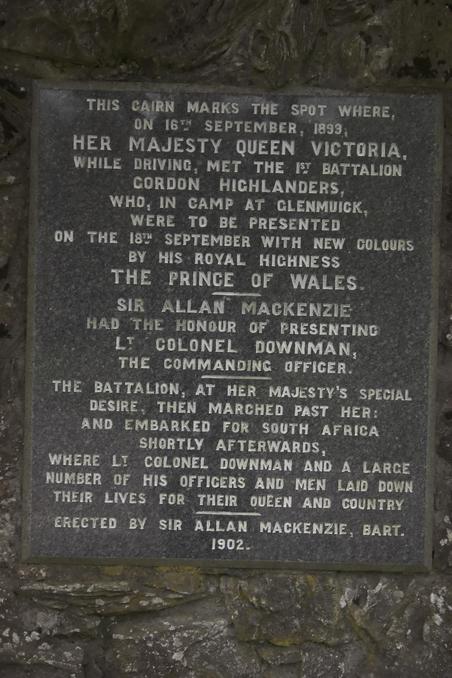 THIS CAIRN MARKS THE SPOT WHERE,
ON 16TH SEPTEMBER, 1899,
HER MAJESTY QUEEN VICTORIA,
WHILE DRIVING, MET THE 1ST BATTALION
GORDON HIGHLANDERS,
WHO, IN CAMP AT GLENMUICK,
WERE TO BE PRESENTED
ON THE 18TH SEPTEMBER WITH NEW COLOURS
BY HIS ROYAL HIGHNESS
THE PRINCE OF WALES.
SIR ALLAN MACKENZIE
HAD THE HONOUR OF PRESENTING
LT COLONEL DOWNMAN,
THE COMMANDING OFFICER.
THE BATTALION, AT HER MAJESTY'S SPECIAL
DESIRE, THEN MARCHED PAST HER:
AND EMBARKED FOR SOUTH AFRICA
SHORTLY AFTERWARDS,
WHERE LT COLONEL DOWNMAN AND A LARGE
NUMBER OF HIS OFFICERS AND MEN LAID DOWN
THEIR LIVES FOR THEIR QUEEN AND COUNTRY
ERECTED BY SIR ALLAN MACKENZIE, BART.
1902.